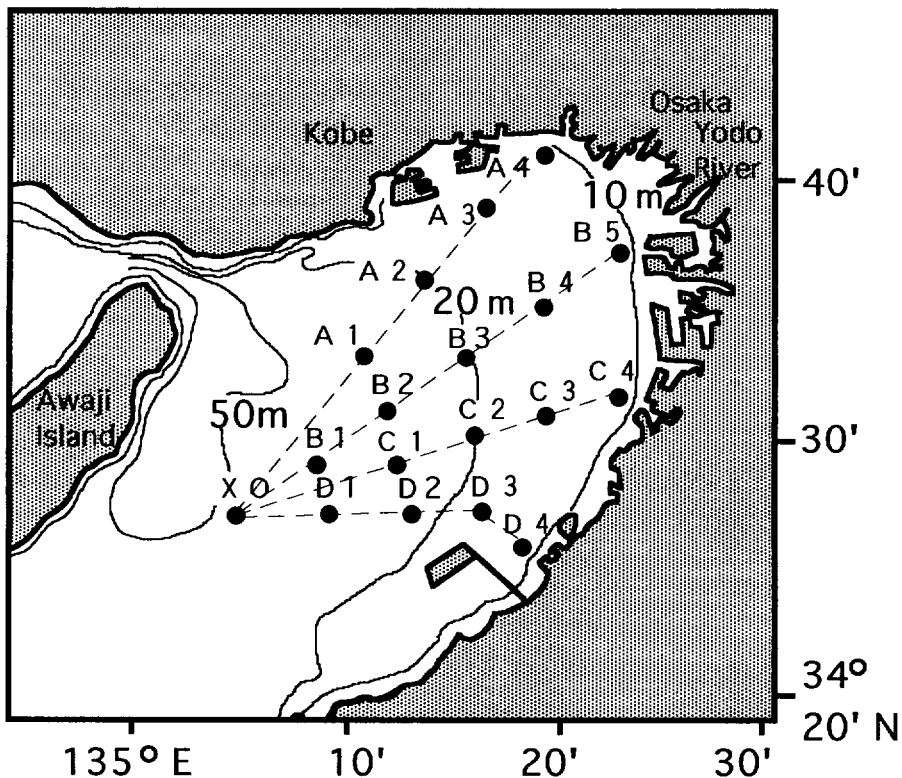 Osaka
Kobe
Yodo
River
A 4
40'
10 m
A 3
B 5
A 2
B 4
20 m
A 1
B 3
B 2
C 4
C 3
Awaji
Island
50m
C 2
B 1
C 1
30'
X 0
D 1
D 2
D 3
D 4
34°
20' N
135° E
10'
20'
30'